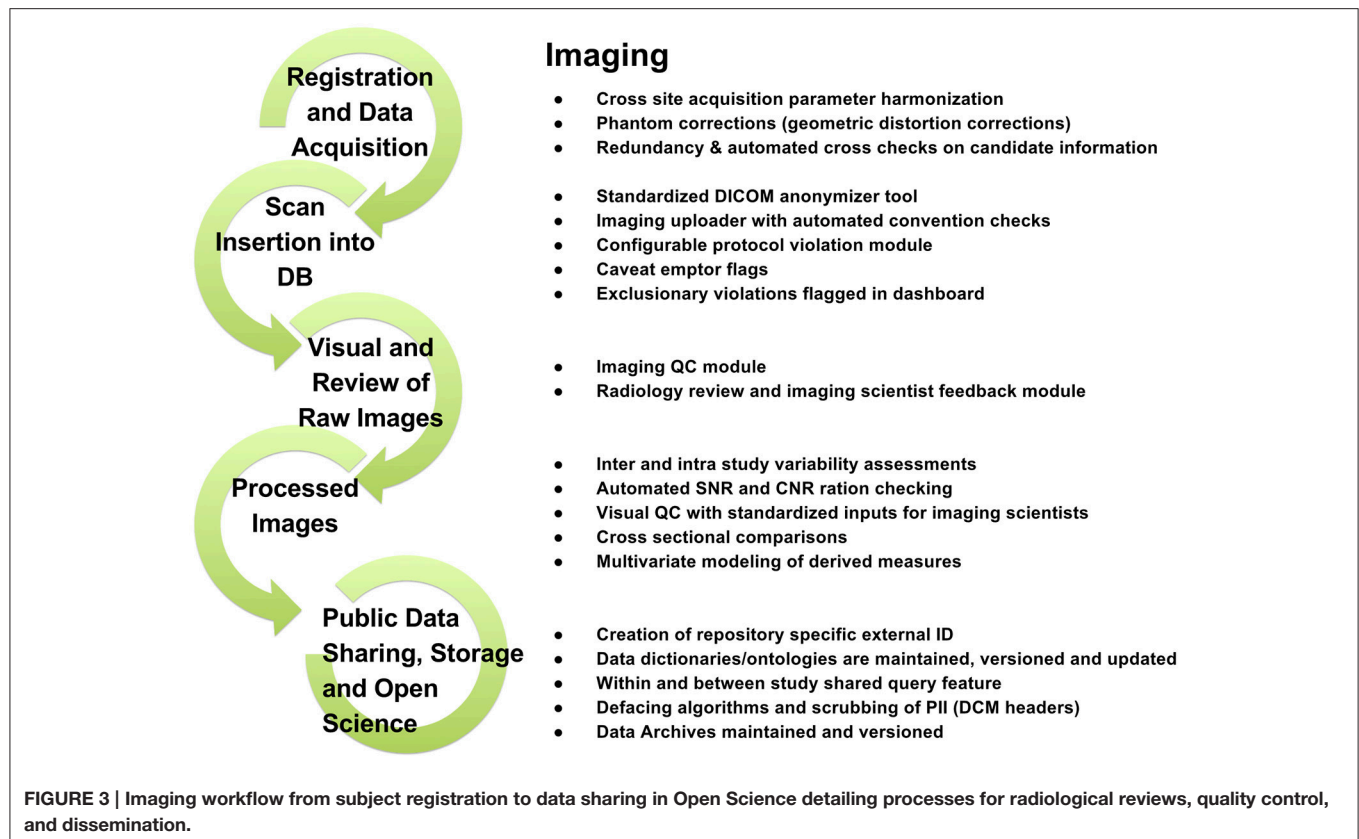 Registration
and Data
Acquisition
Imaging
● Cross site acquisition parameter harmonization
● Phantom corrections (geometric distortion corrections)
● Redundancy & automated cross checks on candidate information
Scan
Insertion into
DB
● Standardized DICOM anonymizer tool
● Imaging uploader with automated convention checks
● Configurable protocol violation module
● Caveat emptor flags
● Exclusionary violations flagged in dashboard
Visual and
Review of
Raw Images
● Imaging QC module
● Radiology review and imaging scientist feedback module
Processed
Images
● Inter and intra study variability assessments
● Automated SNR and CNR ration checking
● Visual QC with standardized inputs for imaging scientists
● Cross sectional comparisons
● Multivariate modeling of derived measures
Public Data
Sharing, Storage
and Open
Science
● Creation of repository specific external ID
● Data dictionaries/ontologies are maintained, versioned and updated
● Within and between study shared query feature
● Defacing algorithms and scrubbing of PII (DCM headers)
● Data Archives maintained and versioned
FIGURE 3 | Imaging workflow from subject registration to data sharing in Open Science detailing processes for radiological reviews, quality control,
and dissemination.